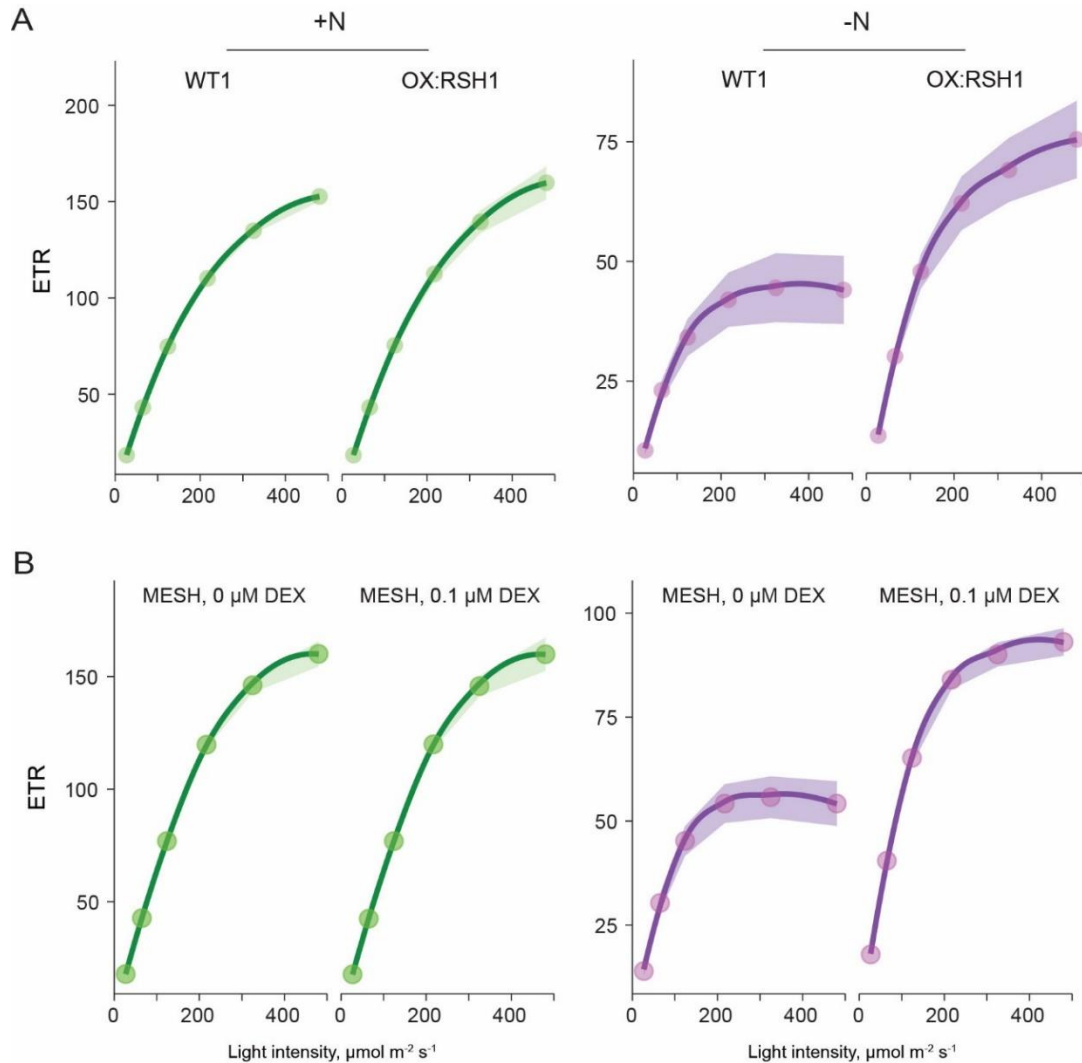 A
+N
-N
WT1
OX:RSH1
WT1
OX:RSH1
200
150
100
50
ETR
75
50
25
0 200 400
0 200 400
0 200 400
0 200 400
B
MESH, 0 µM DEX
MESH, 0.1 µM DEX
MESH, 0 µM DEX
MESH, 0.1 µM DEX
150
100
50
ETR
100
75
50
25
0 200 400
0 200 400
0 200 400
0 200 400
Light intensity, µmol m⁻² s⁻¹
Light intensity, µmol m⁻² s⁻¹